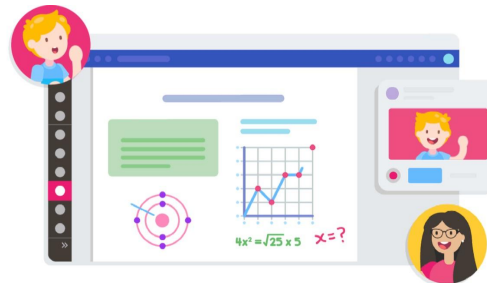 4x² = √25 x 5
x = ?